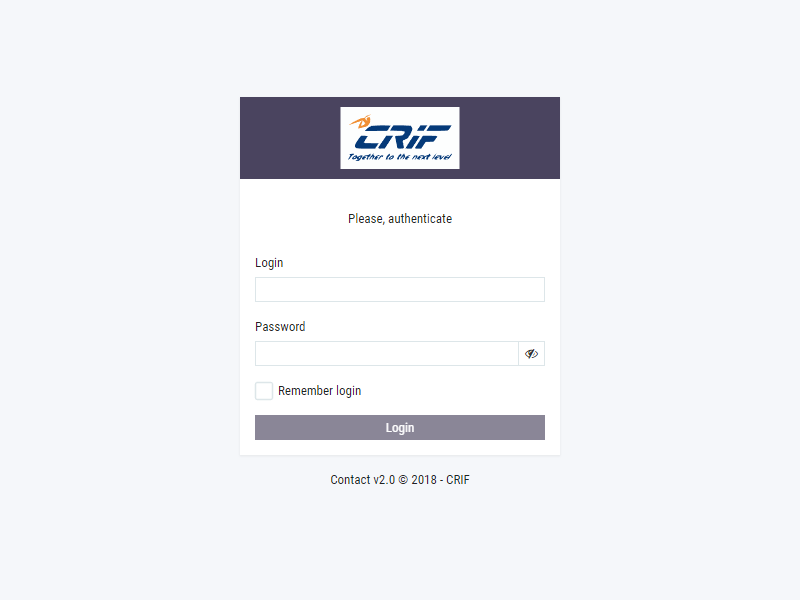 CRIF
Together to the next level
Please, authenticate
Login
Password
Remember login
Login
Contact v2.0 © 2018 - CRIF